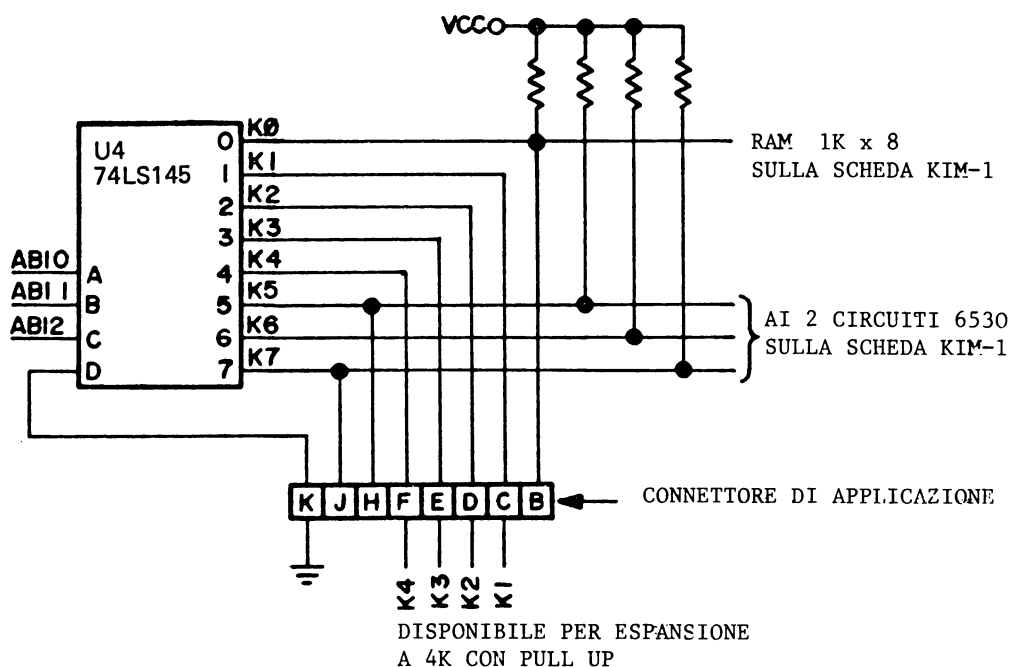 VCC
U4
74LS145
0 KØ
1 K1
2 K2
3 K3
4 K4
5 K5
6 K6
7 K7
AB10 A
AB11 B
AB12 C
D
RAM 1K x 8
SULLA SCHEDA KIM-1
AI 2 CIRCUITI 6530
SULLA SCHEDA KIM-1
K J H F E D C B
CONNETTORE DI APPLICAZIONE
K4 K3 K2 K1
DISPONIBILE PER ESPANSIONE
A 4K CON PULL UP